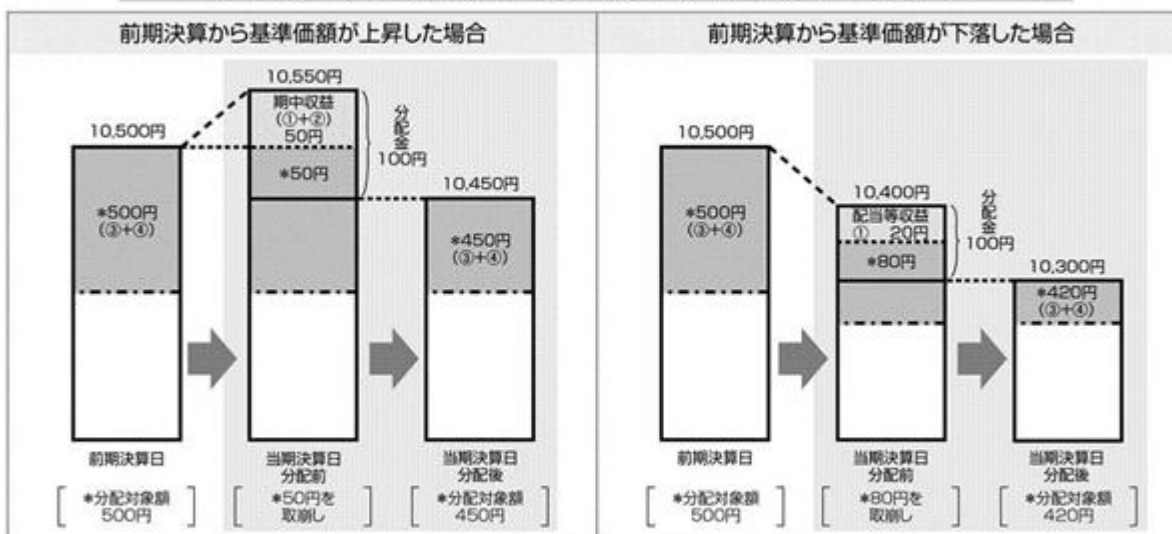 前期決算から基準価額が上昇した場合
10,500円
*500円
(③+④)
前期決算日
*分配対象額
500円
10,550円
期中収益
(①+②)
50円
*50円
分配金
100円
当期決算日
分配前
*50円を
取崩し
10,450円
*450円
(③+④)
当期決算日
分配後
*分配対象額
450円
前期決算から基準価額が下落した場合
10,500円
*500円
(③+④)
前期決算日
*分配対象額
500円
10,400円
配当等収益
① 20円
*80円
分配金
100円
当期決算日
分配前
*80円を
取崩し
10,300円
*420円
(③+④)
当期決算日
分配後
*分配対象額
420円